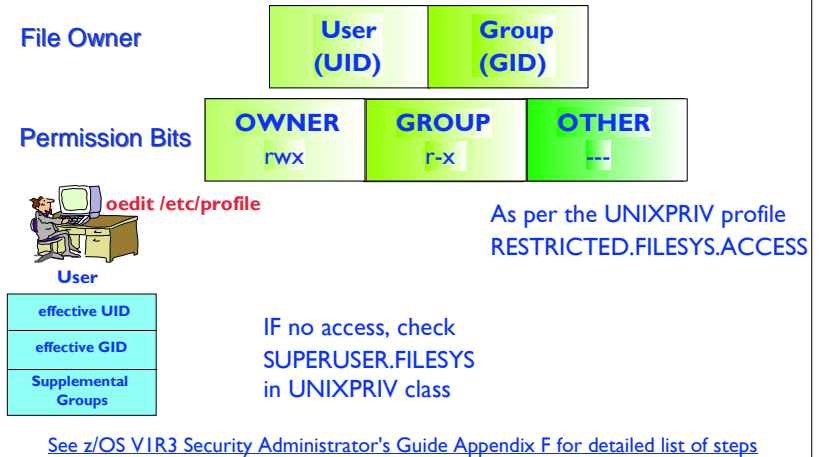 File Owner
User
(UID)
Group
(GID)
Permission Bits
OWNER
rwx
GROUP
r-x
OTHER
---
oedit /etc/profile
User
As per the UNIXPRIV profile
RESTRICTED.FILESYS.ACCESS
effective UID
effective GID
Supplemental
Groups
IF no access, check
SUPERUSER.FILESYS
in UNIXPRIV class
See z/OS V1R3 Security Administrator's Guide Appendix F for detailed list of steps